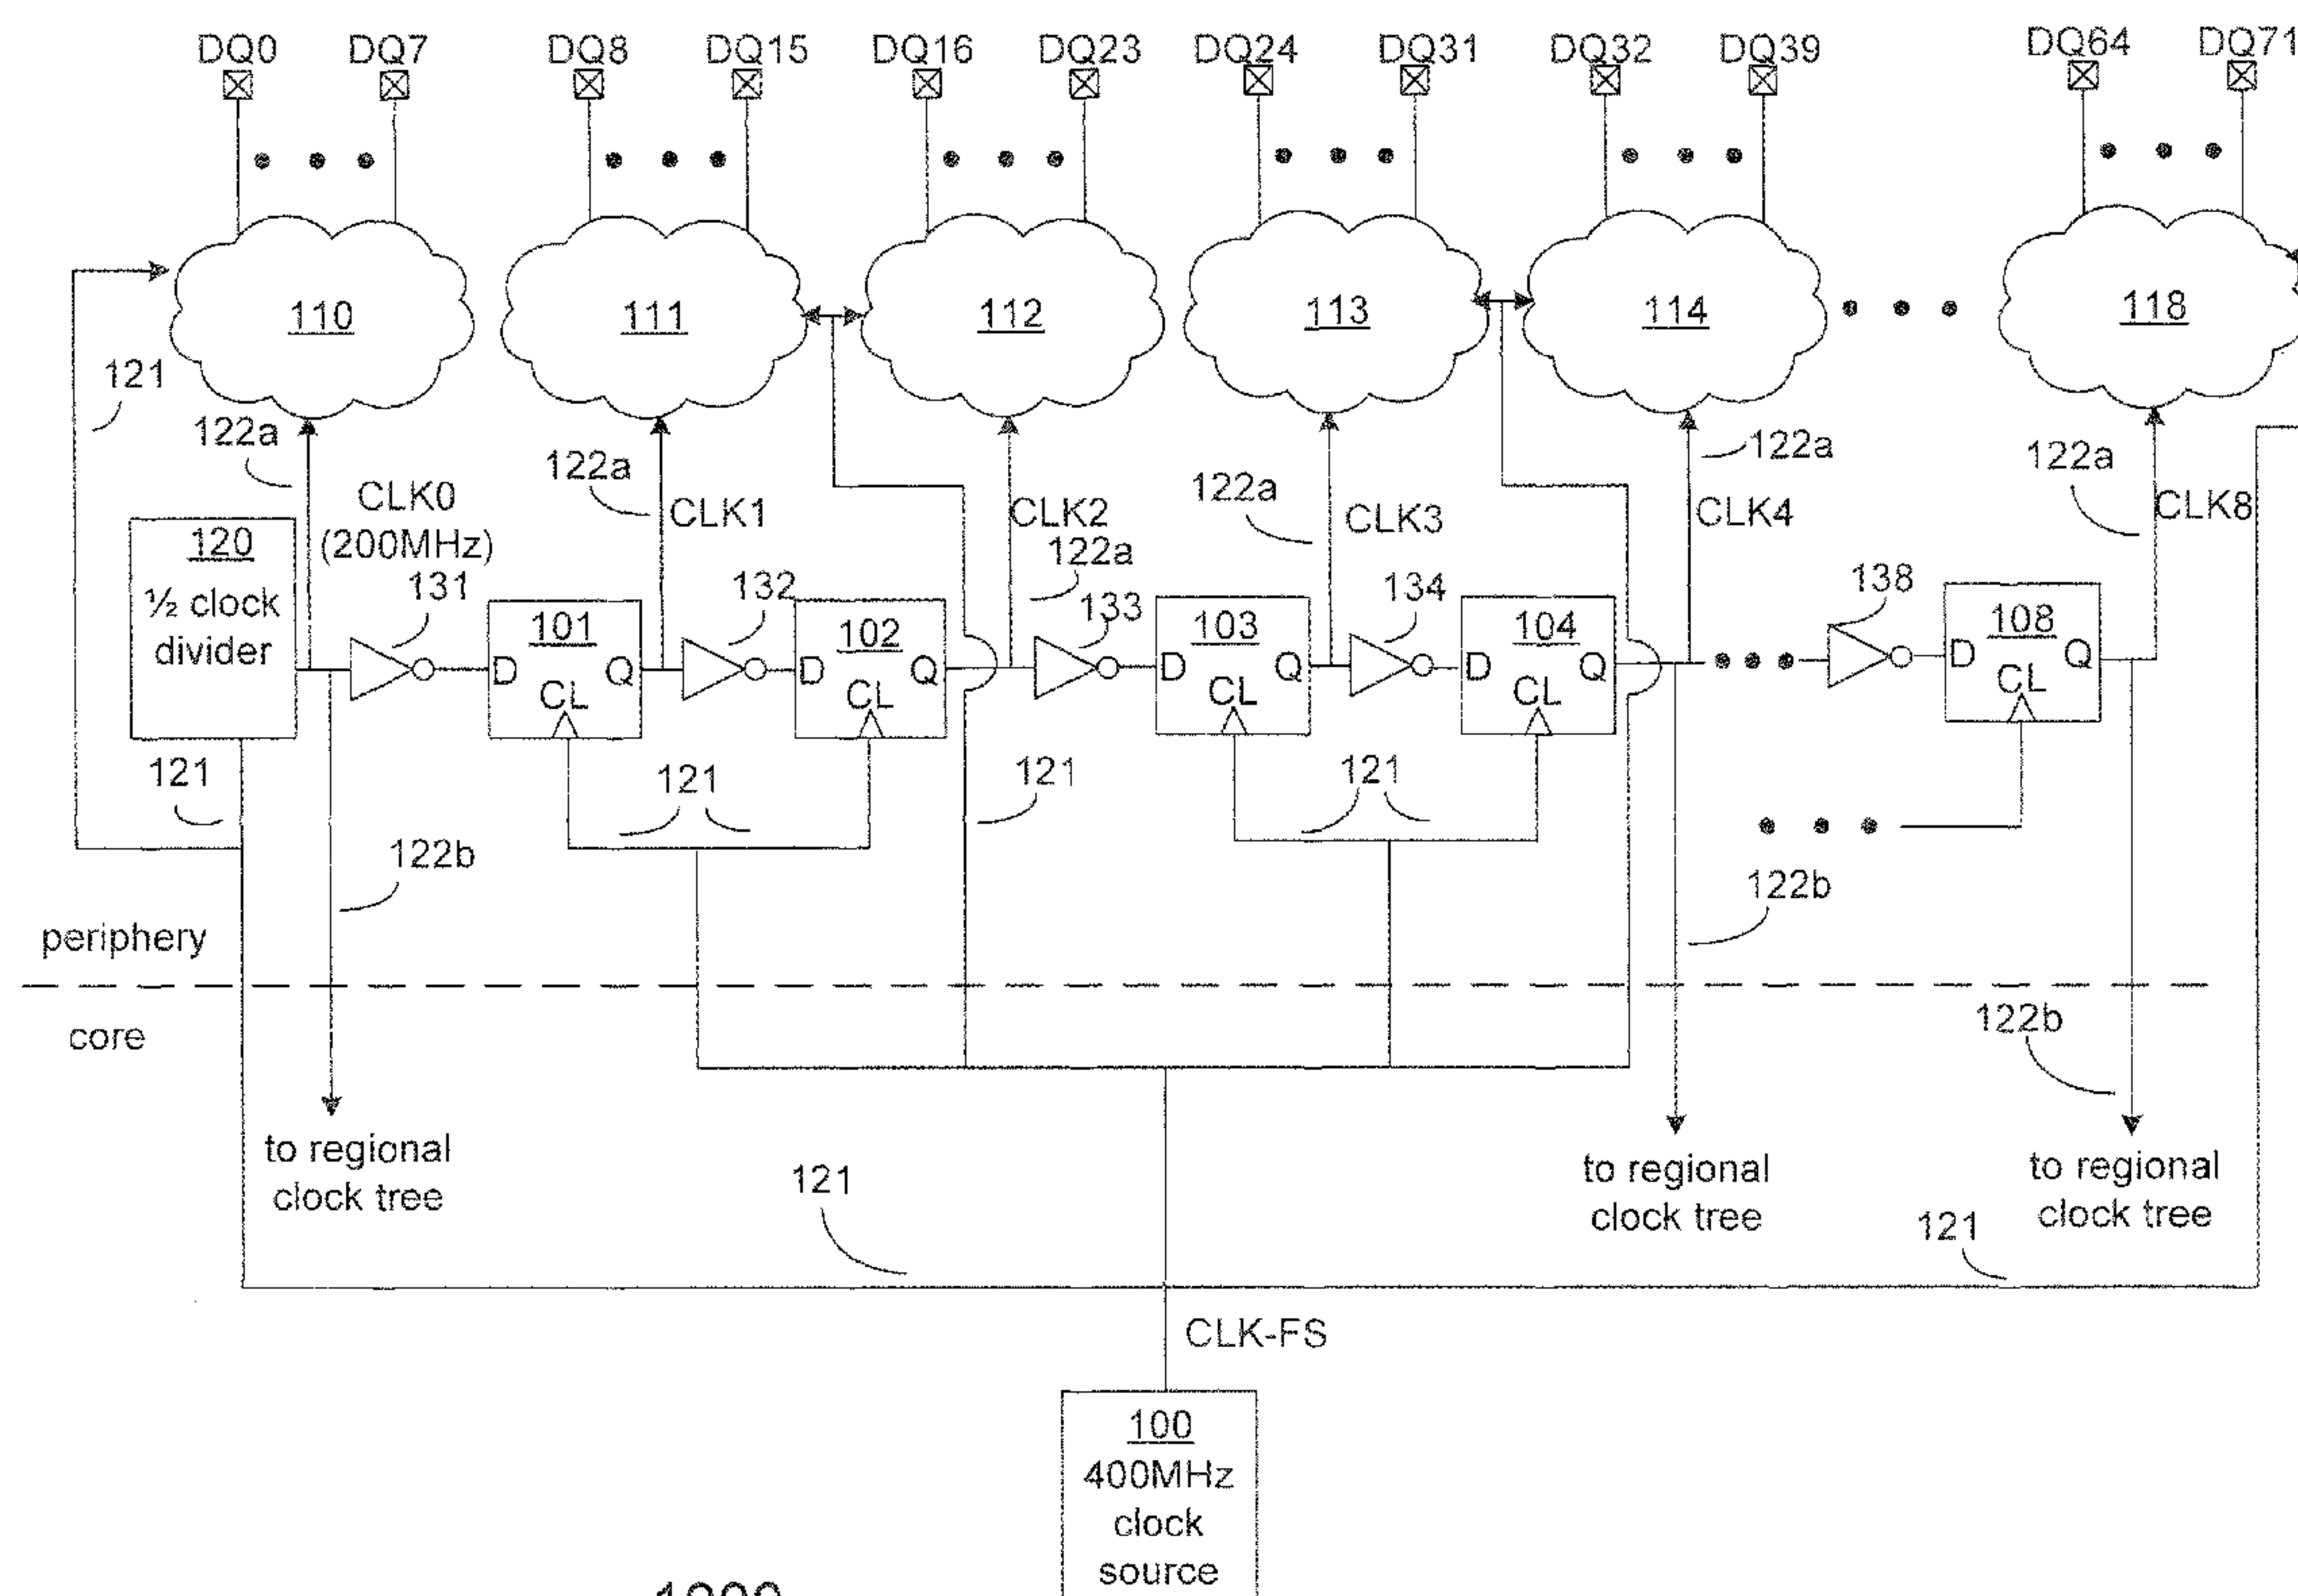 DQ0 DQ7 DQ8 DQ15 DQ16 DQ23 DQ24 DQ31 DQ32 DQ39 DQ64 DQ71
110 111 112 113 114 118
121
122a 122a 122a 122a 122a 122a
CLK0
(200MHz)
CLK1 CLK2 CLK3 CLK4 CLK8
120
½ clock
divider
131 132 133 134 138
101 102 103 104 108
D Q D Q D Q D Q D Q
CL CL CL CL CL
121 121 121 121
122b 122b
periphery
core
122b
to regional
clock tree
to regional
clock tree
to regional
clock tree
121 121
CLK-FS
100
400MHz
clock
source